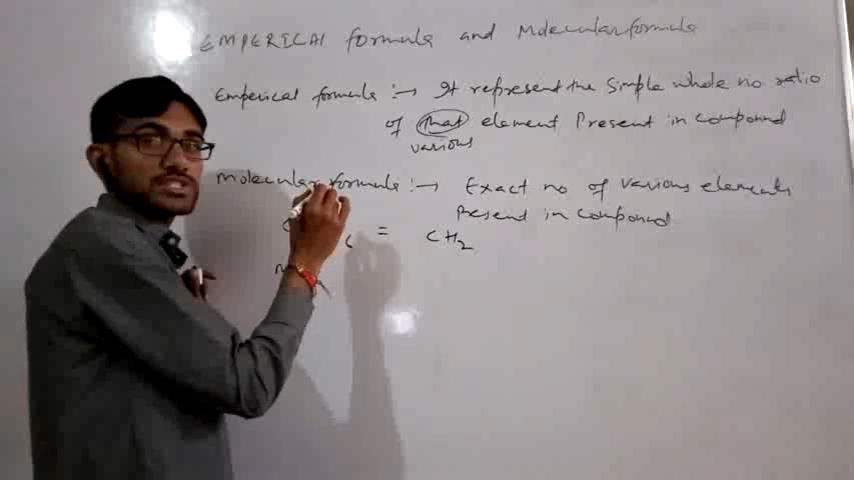 EMPERICAL formula and Molecular formula
Emperical formula :→ It represent the Simple whole no ratio
of that element Present in compound
various
Molecular formula :→ Exact no of various elements
Present in compound
= CH2